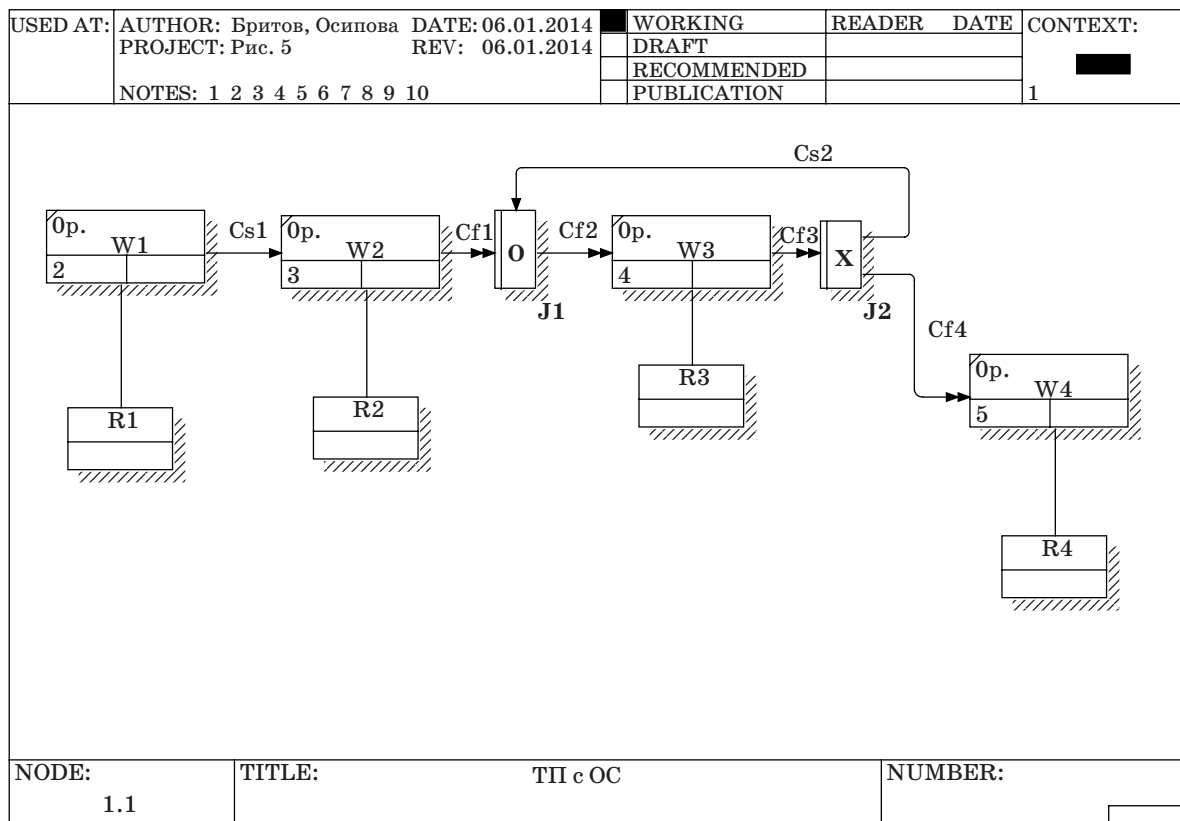 USED AT: AUTHOR: Бритов, Осипова DATE: 06.01.2014 WORKING READER DATE CONTEXT:
PROJECT: Рис. 5 REV: 06.01.2014 DRAFT
RECOMMENDED
NOTES: 1 2 3 4 5 6 7 8 9 10 PUBLICATION 1
Cs2
0р. W1 2
Cs1
0р. W2 3
Cf1
O
J1
Cf2
0р. W3 4
Cf3
X
J2
Cf4
0р. W4 5
R1
R2
R3
R4
NODE: TITLE: ТП с ОС NUMBER:
1.1